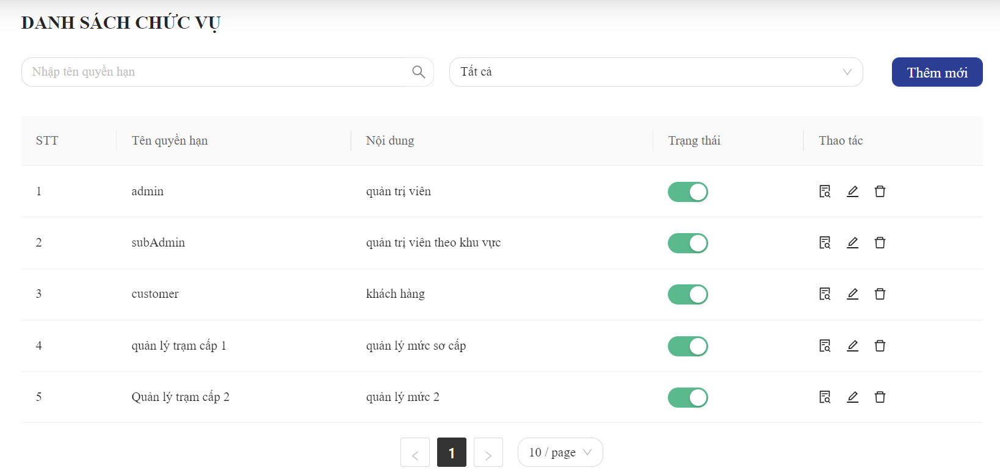 DANH SÁCH CHỨC VỤ
Nhập tên quyền hạn
Tất cả
Thêm mới
STT Tên quyền hạn Nội dung Trạng thái Thao tác
1 admin quản trị viên
2 subAdmin quản trị viên theo khu vực
3 customer khách hàng
4 quản lý trạm cấp 1 quản lý mức sơ cấp
5 Quản lý trạm cấp 2 quản lý mức 2
< 1 > 10 / page